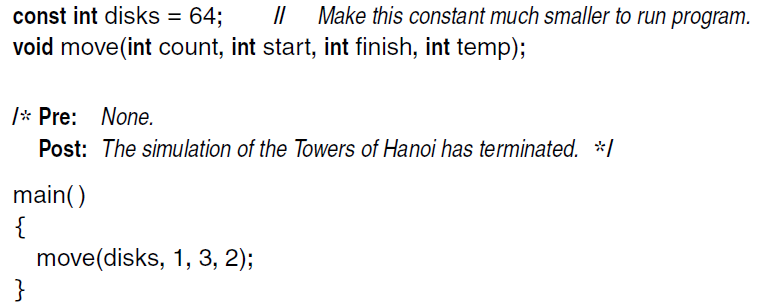 const int disks = 64; // Make this constant much smaller to run program.
void move(int count, int start, int finish, int temp);
/* Pre: None.
Post: The simulation of the Towers of Hanoi has terminated. */
main( )
{
move(disks, 1, 3, 2);
}